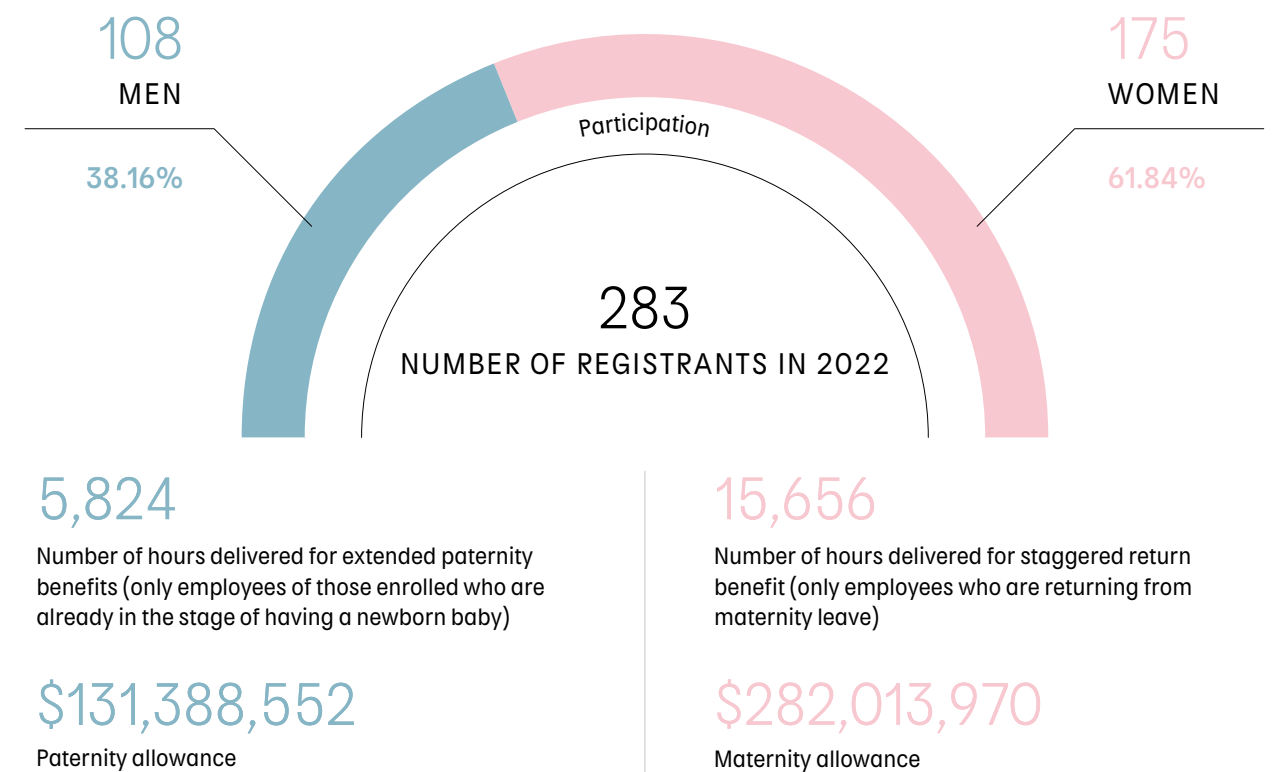 108
MEN
38.16%
175
WOMEN
61.84%
Participation
283
NUMBER OF REGISTRANTS IN 2022
5,824
Number of hours delivered for extended paternity
benefits (only employees of those enrolled who are
already in the stage of having a newborn baby)
$131,388,552
Paternity allowance
15,656
Number of hours delivered for staggered return
benefit (only employees who are returning from
maternity leave)
$282,013,970
Maternity allowance